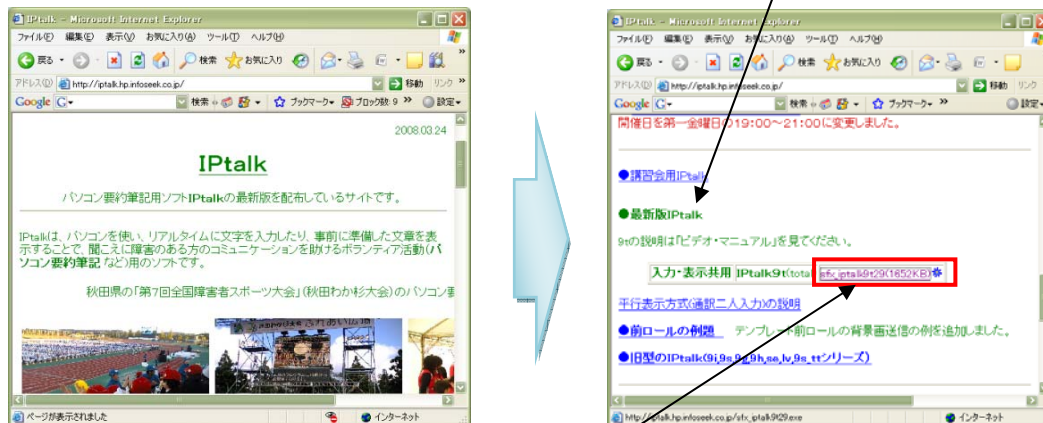 IPtalk - Microsoft Internet Explorer
ファイル(F) 編集(E) 表示(V) お気に入り(A) ツール(T) ヘルプ(H)
戻る 検索 お気に入り
アドレス(D) http://iptalk.hp.infoseek.co.jp/ 移動 リンク
Google 検索 ブックマーク ブロック数 9 設定
2008.03.24
IPtalk
パソコン要約筆記用ソフトIPtalkの最新版を配布しているサイトです。
IPtalkは、パソコンを使い、リアルタイムに文字を入力したり、事前に準備した文章を表
示することで、聞こえに障害のある方のコミュニケーションを助けるボランティア活動(パ
ソコン要約筆記 など)用のソフトです。
秋田県の「第7回全国障害者スポーツ大会」(秋田わか杉大会)のパソコン要
ページが表示されました インターネット
IPtalk - Microsoft Internet Explorer
ファイル(F) 編集(E) 表示(V) お気に入り(A) ツール(T) ヘルプ(H)
戻る 検索 お気に入り
アドレス(D) http://iptalk.hp.infoseek.co.jp/ 移動 リンク
Google 検索 ブックマーク 設定
開催日を第一金曜日の19:00～21:00に変更しました。
●講習会用IPtalk
●最新版IPtalk
9tの説明は「ビデオ・マニュアル」を見てください。
入力・表示共用 IPtalk9t(total sfx_iptalk9t29(1652KB)
平行表示方式(通訳二人入力)の説明
●前ロールの例題 テンプレート前ロールの背景画送信の例を追加しました。
●旧型のIPtalk(9i,9s,9g,9h,se,lv,9s_ttシリーズ)
http://iptalk.hp.infoseek.co.jp/sfx_iptalk9t29.exe インターネット